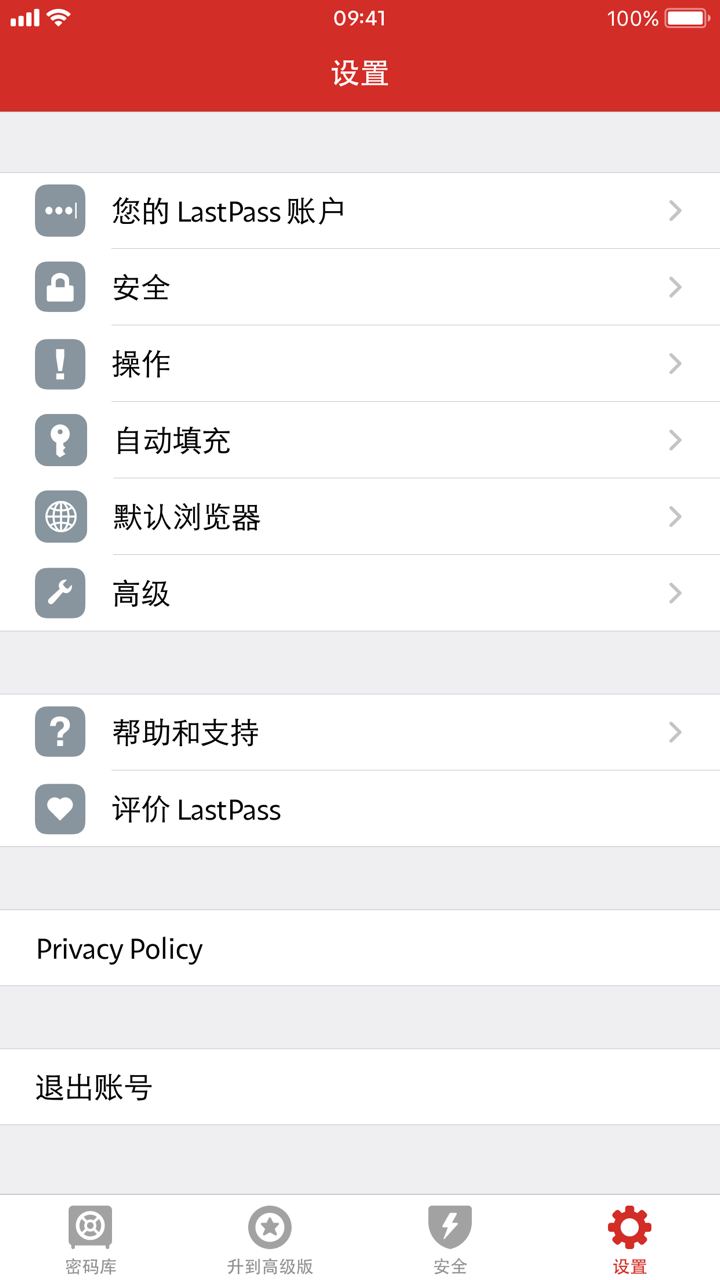 09:41
100%
设置
您的 LastPass 账户
安全
操作
自动填充
默认浏览器
高级
帮助和支持
评价 LastPass
Privacy Policy
退出账号
密码库
升到高级版
安全
设置